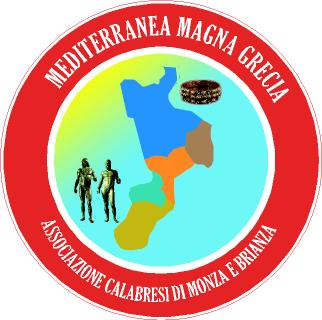 MEDITERRANEA MAGNA GRECIA
ASSOCIAZIONE CALABRESI DI MONZA E BRIANZA